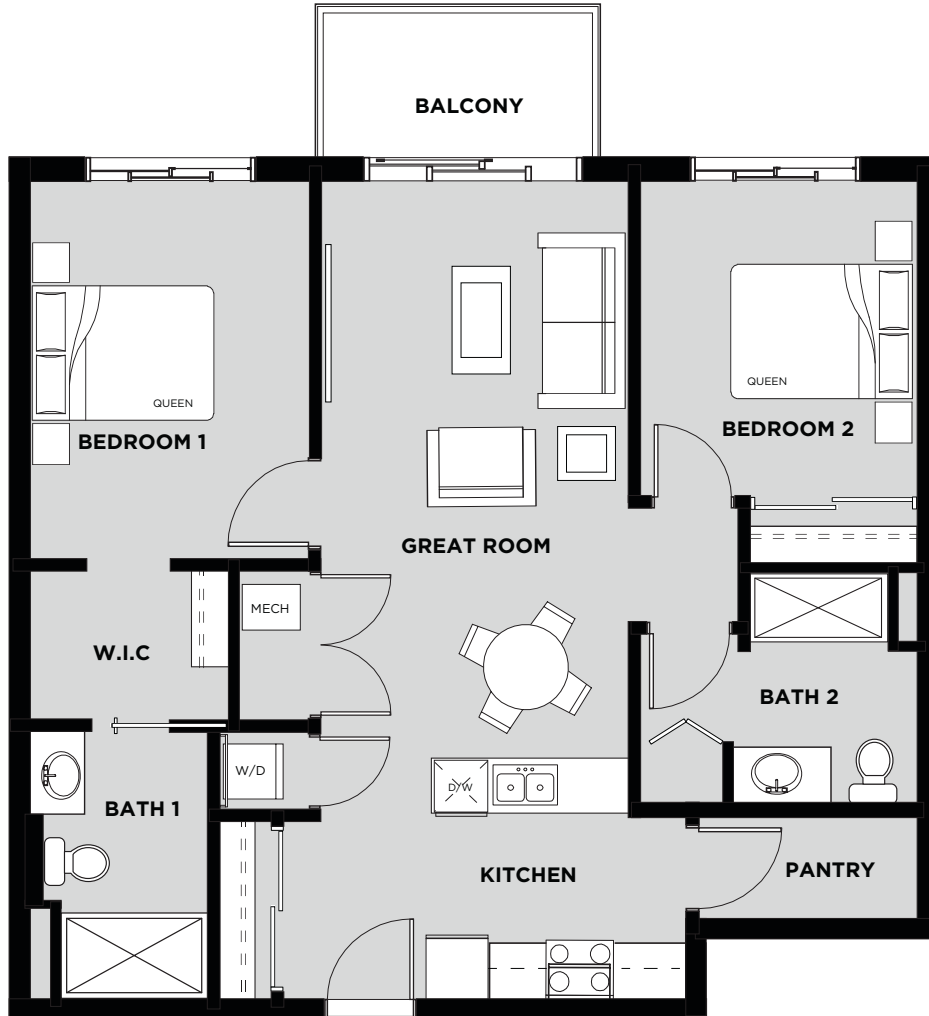 BALCONY
QUEEN
QUEEN
BEDROOM 1
BEDROOM 2
GREAT ROOM
MECH
W.I.C
BATH 2
W/D
D/W
BATH 1
KITCHEN
PANTRY